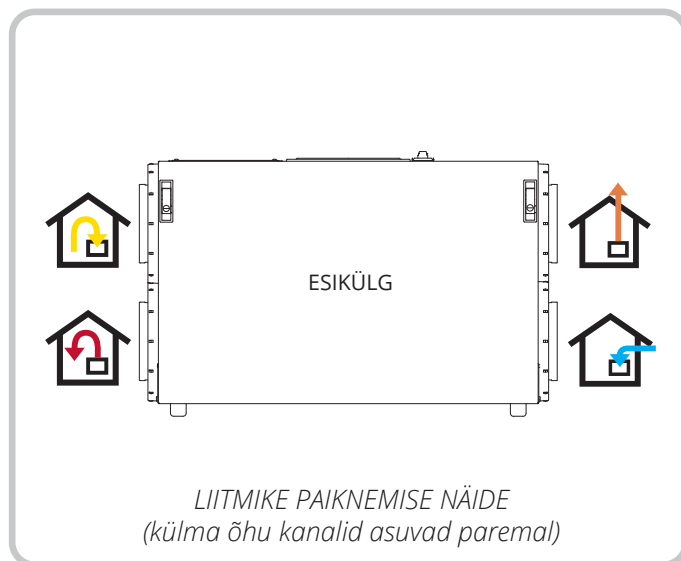 ESIKÜLG
LIITMIKE PAIKNEMISE NÄIDE
(külma õhu kanalid asuvad paremal)